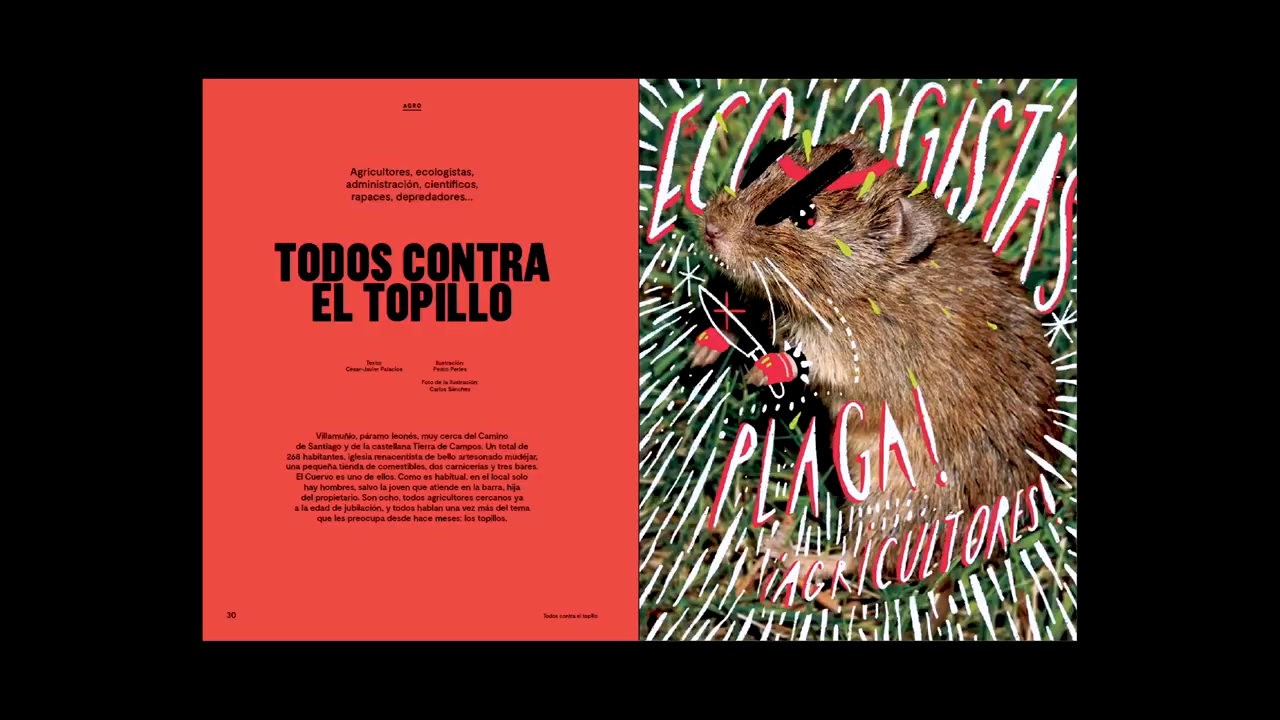 AGRO
Agricultores, ecologistas,
administración, científicos,
rapaces, depredadores...
TODOS CONTRA
EL TOPILLO
Texto:
César-Javier Palacios
Ilustración:
Pedro Perles
Foto de la ilustración:
Carlos Sánchez
Villamuñío, páramo leonés, muy cerca del Camino
de Santiago y de la castellana Tierra de Campos. Un total de
268 habitantes, iglesia renacentista de bello artesonado mudéjar,
una pequeña tienda de comestibles, dos carnicerías y tres bares.
El Cuervo es uno de ellos. Como es habitual, en el local solo
hay hombres, salvo la joven que atiende en la barra, hija
del propietario. Son ocho, todos agricultores cercanos ya
a la edad de jubilación, y todos hablan una vez más del tema
que les preocupa desde hace meses: los topillos.
30
Todos contra el topillo
ECOLOGISTAS
PLAGA!
¡AGRICULTORES!